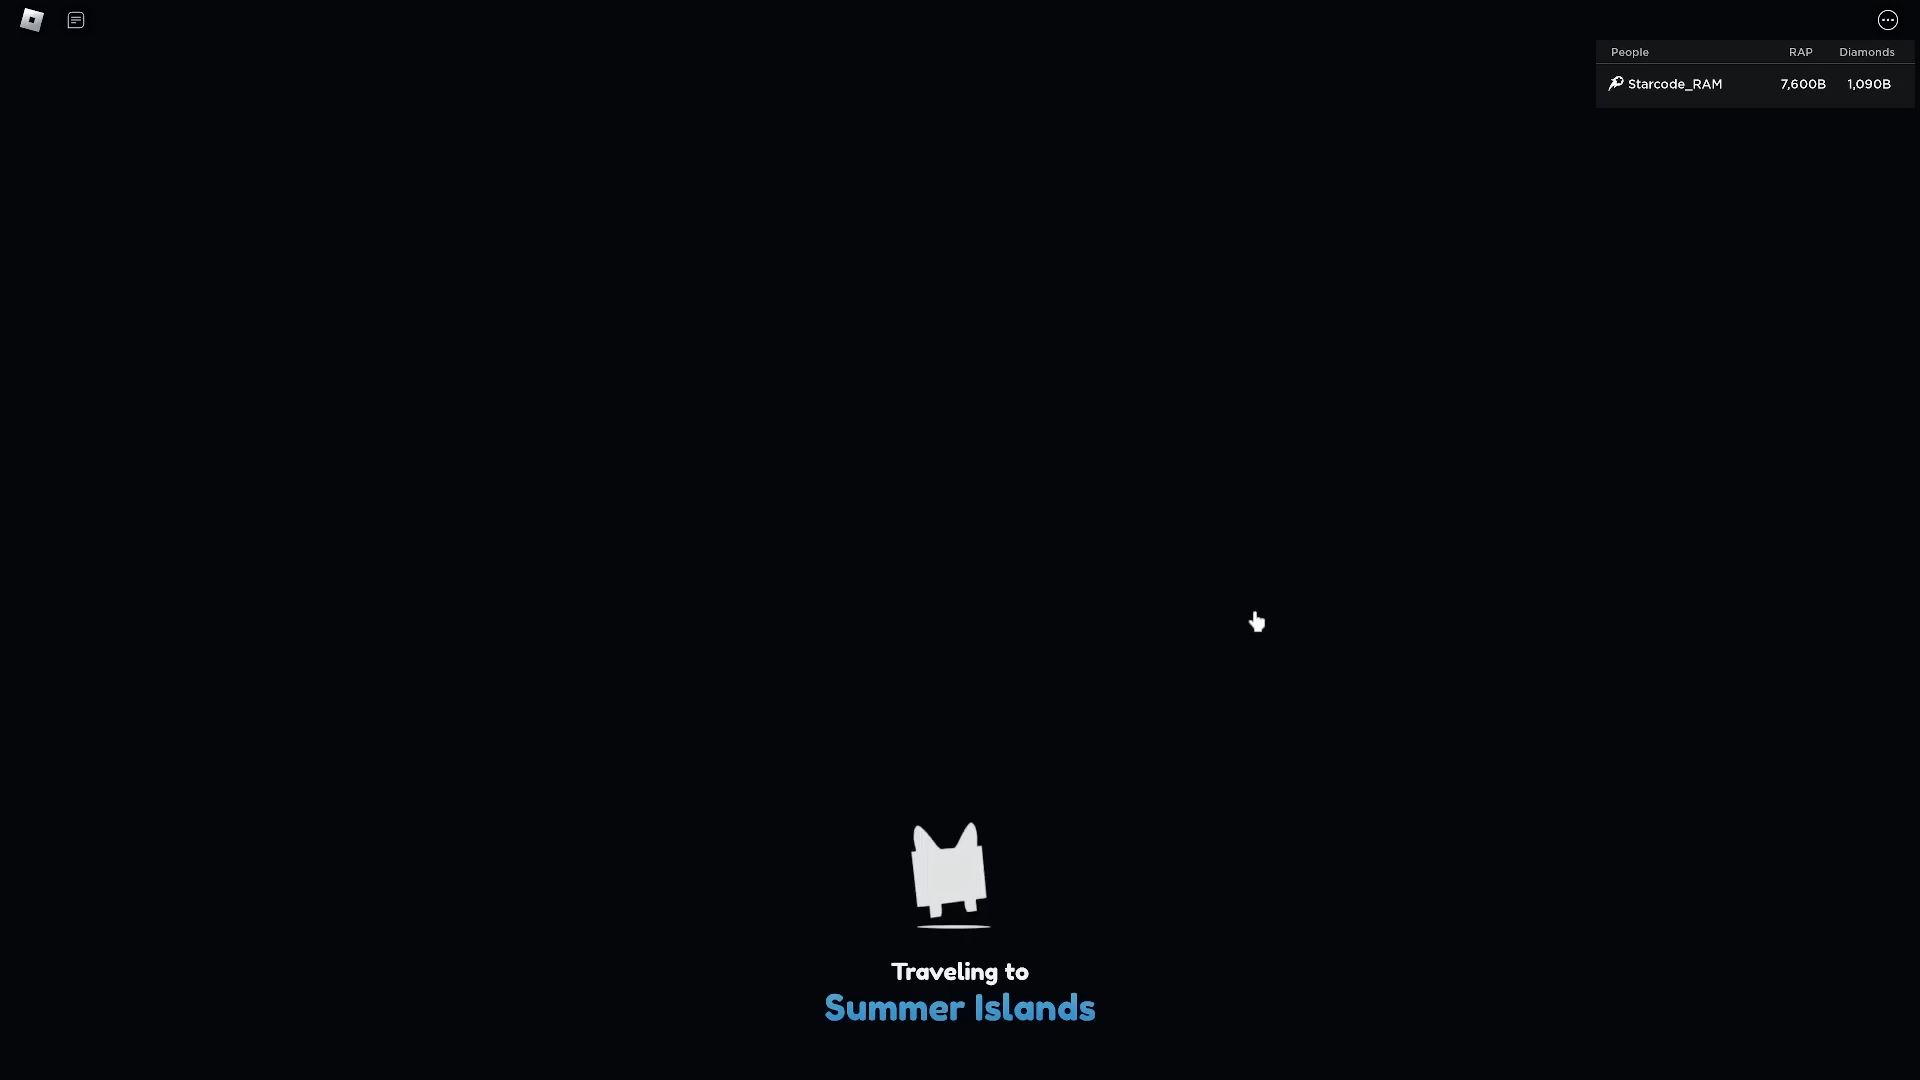 People RAP Diamonds
Starcode_RAM 7,600B 1,090B
Traveling to
Summer Islands